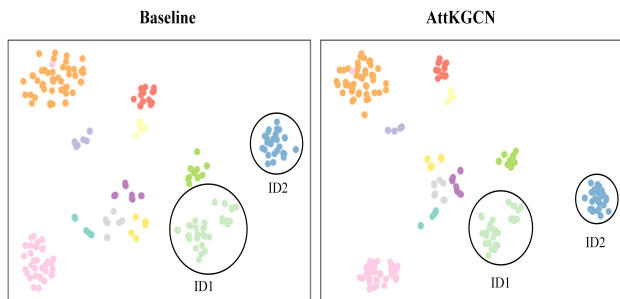 Baseline
AttKGCN
ID2
ID1
ID2
ID1